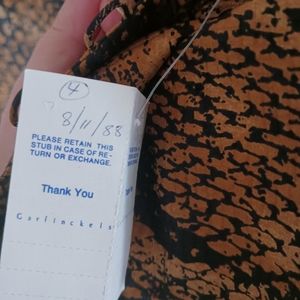 4
8/11/88
PLEASE RETAIN THIS
STUB IN CASE OF RE-
TURN OR EXCHANGE.
Thank You
Garfinckels